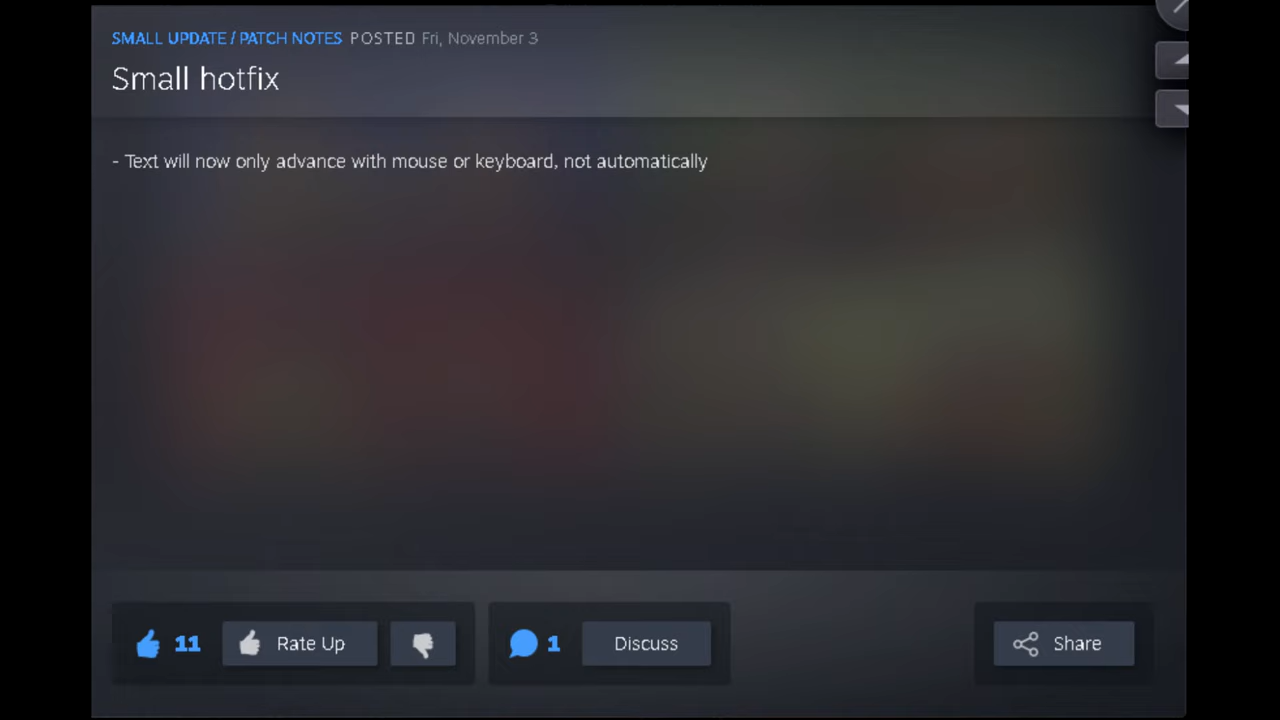 SMALL UPDATE / PATCH NOTES POSTED Fri, November 3
Small hotfix
- Text will now only advance with mouse or keyboard, not automatically
11 Rate Up 1 Discuss Share